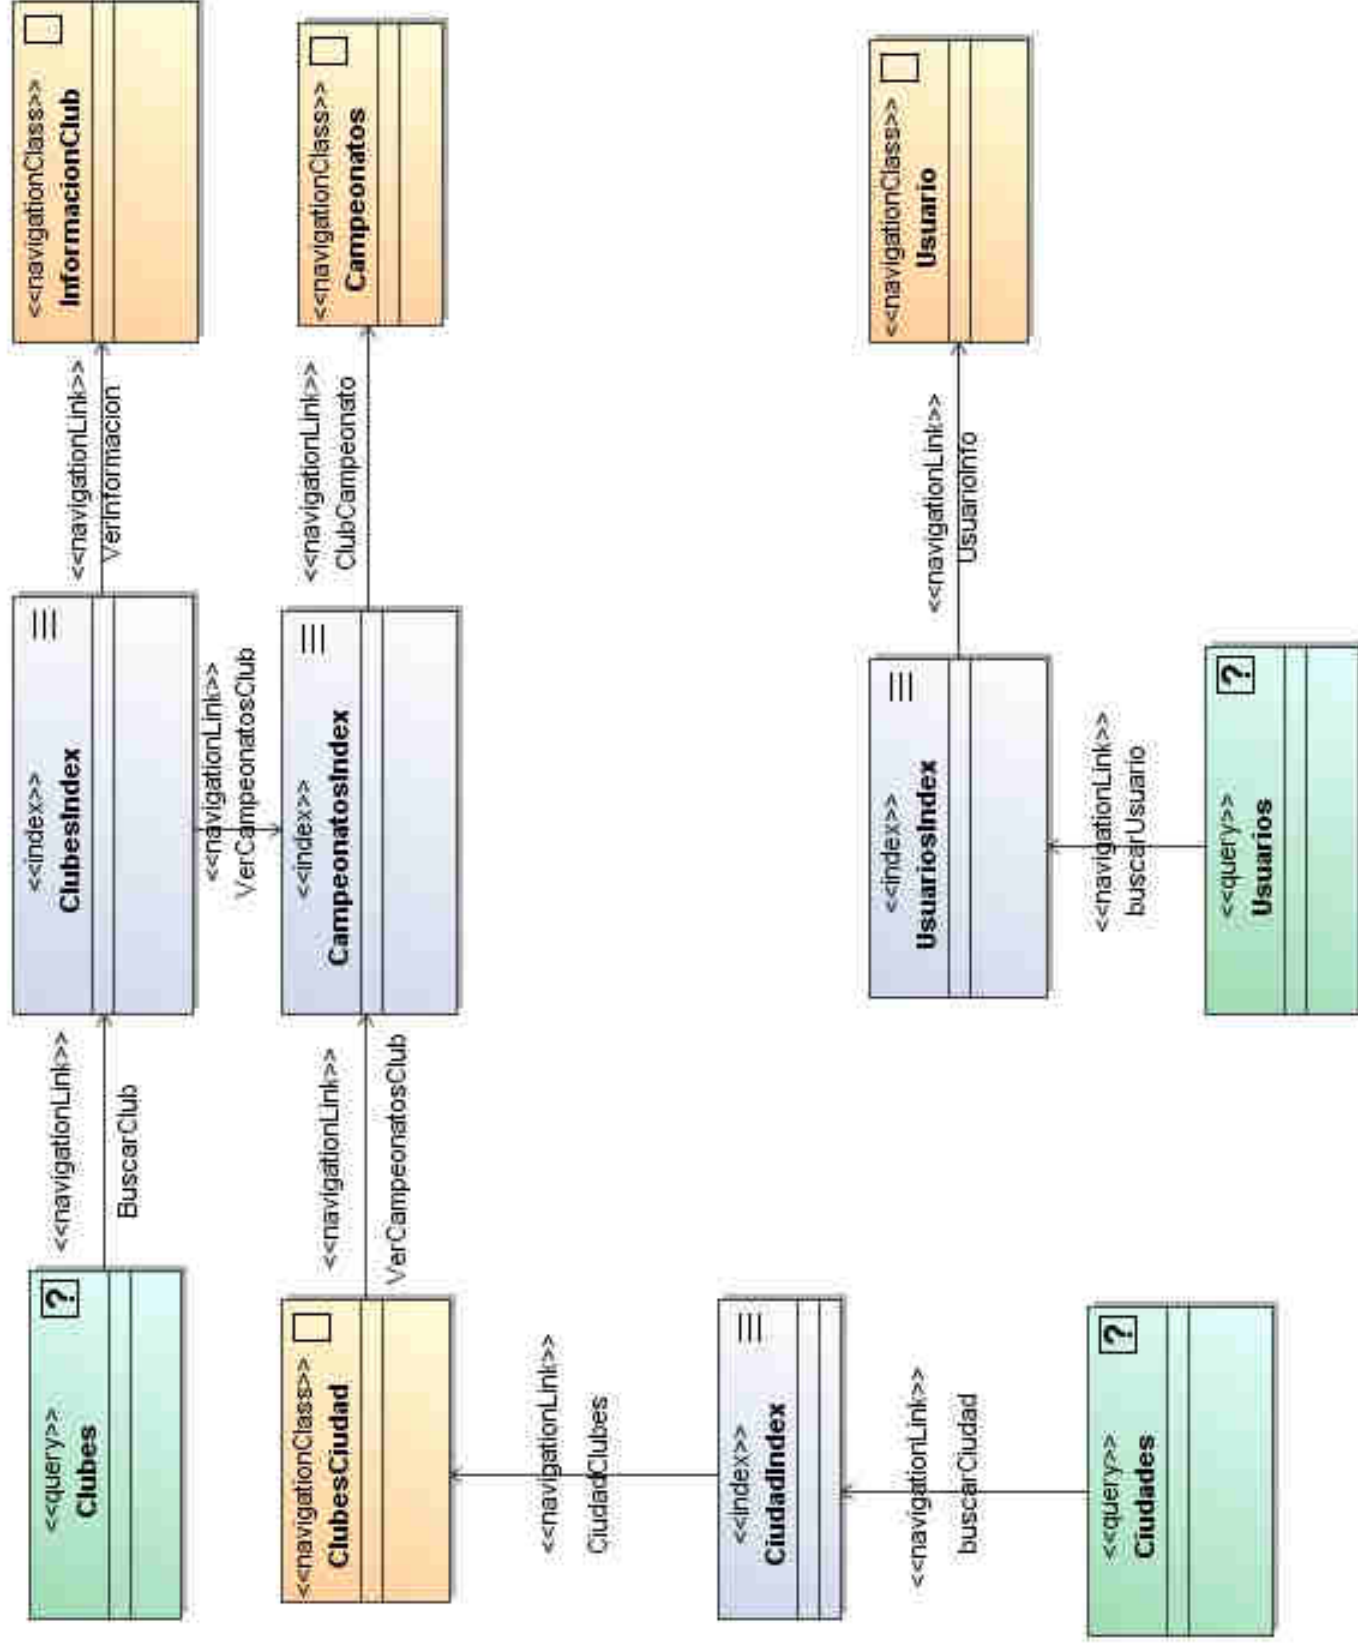 <<query>>
Clubes
?
<<navigationLink>>
BuscarClub
<<index>>
ClubesIndex
<<navigationLink>>
VerInformacion
<<navigationClass>>
InformacionClub
<<navigationLink>>
VerCampeonatosClub
<<navigationClass>>
ClubesCiudad
<<navigationLink>>
VerCampeonatosClub
<<index>>
CampeonatosIndex
<<navigationLink>>
ClubCampeonato
<<navigationClass>>
Campeonatos
<<navigationLink>>
CiudadClubes
<<index>>
CiudadIndex
<<navigationLink>>
buscarCiudad
<<query>>
Ciudades
?
<<index>>
UsuariosIndex
<<navigationLink>>
UsuarioInfo
<<navigationClass>>
Usuario
<<navigationLink>>
buscarUsuario
<<query>>
Usuarios
?